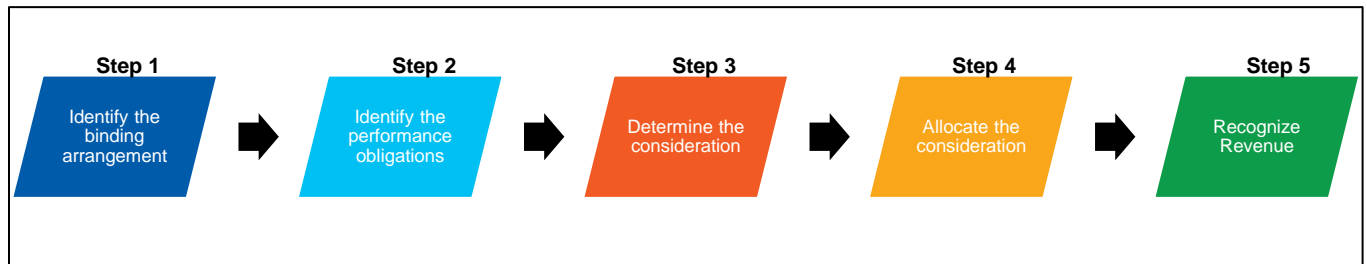 Step 1
Identify the
binding
arrangement
Step 2
Identify the
performance
obligations
Step 3
Determine the
consideration
Step 4
Allocate the
consideration
Step 5
Recognize
Revenue